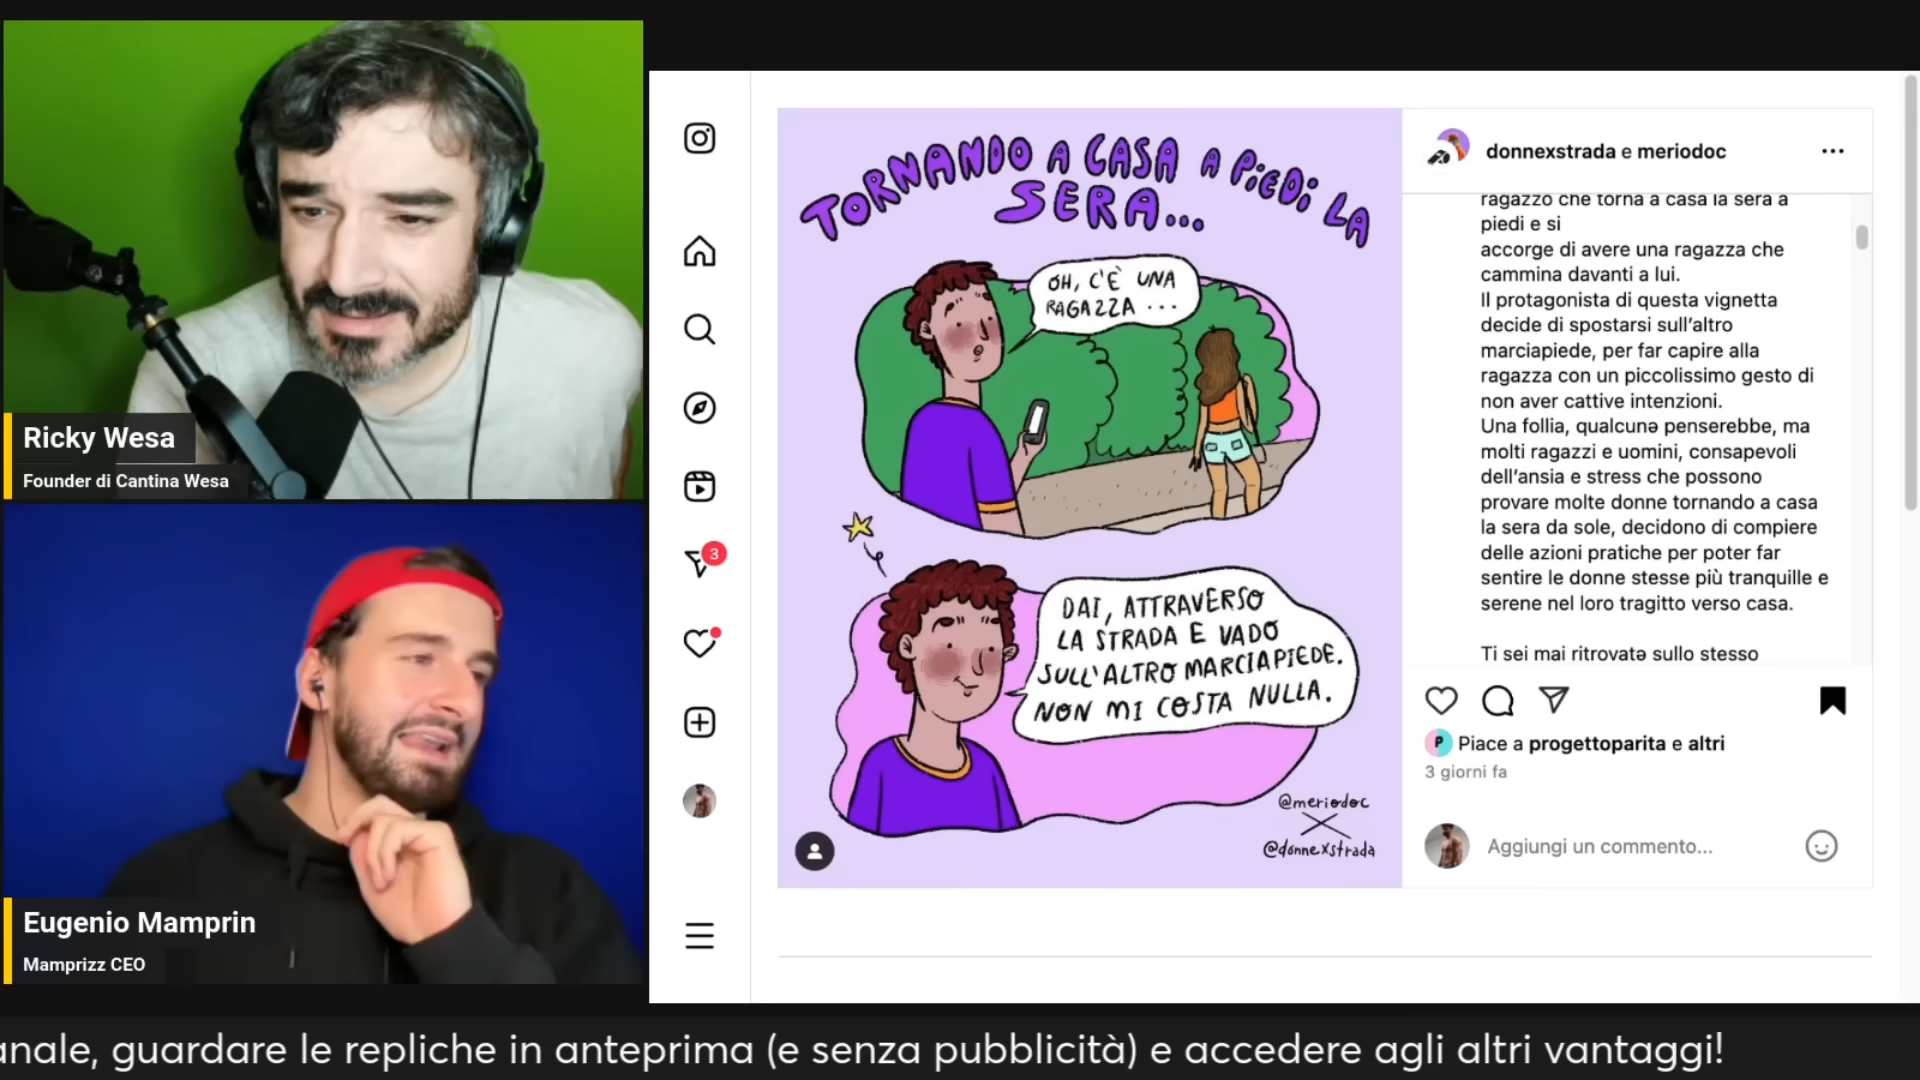 Ricky Wesa
Founder di Cantina Wesa
Eugenio Mamprin
Mamprizz CEO
3
TORNANDO A CASA A PiEDi LA
SERA...
OH, C'È UNA
RAGAZZA ...
DAI, ATTRAVERSO
LA STRADA E VADO
SULL'ALTRO MARCIAPIEDE.
NON MI COSTA NULLA.
@meriodoc
X
@donnexstrada
donnexstrada e meriodoc
ragazzo che torna a casa la sera a
piedi e si
accorge di avere una ragazza che
cammina davanti a lui.
Il protagonista di questa vignetta
decide di spostarsi sull’altro
marciapiede, per far capire alla
ragazza con un piccolissimo gesto di
non aver cattive intenzioni.
Una follia, qualcunə penserebbe, ma
molti ragazzi e uomini, consapevoli
dell’ansia e stress che possono
provare molte donne tornando a casa
la sera da sole, decidono di compiere
delle azioni pratiche per poter far
sentire le donne stesse più tranquille e
serene nel loro tragitto verso casa.
Ti sei mai ritrovatə sullo stesso
P
Piace a progettoparita e altri
3 giorni fa
Aggiungi un commento...
anale, guardare le repliche in anteprima (e senza pubblicità) e accedere agli altri vantaggi!